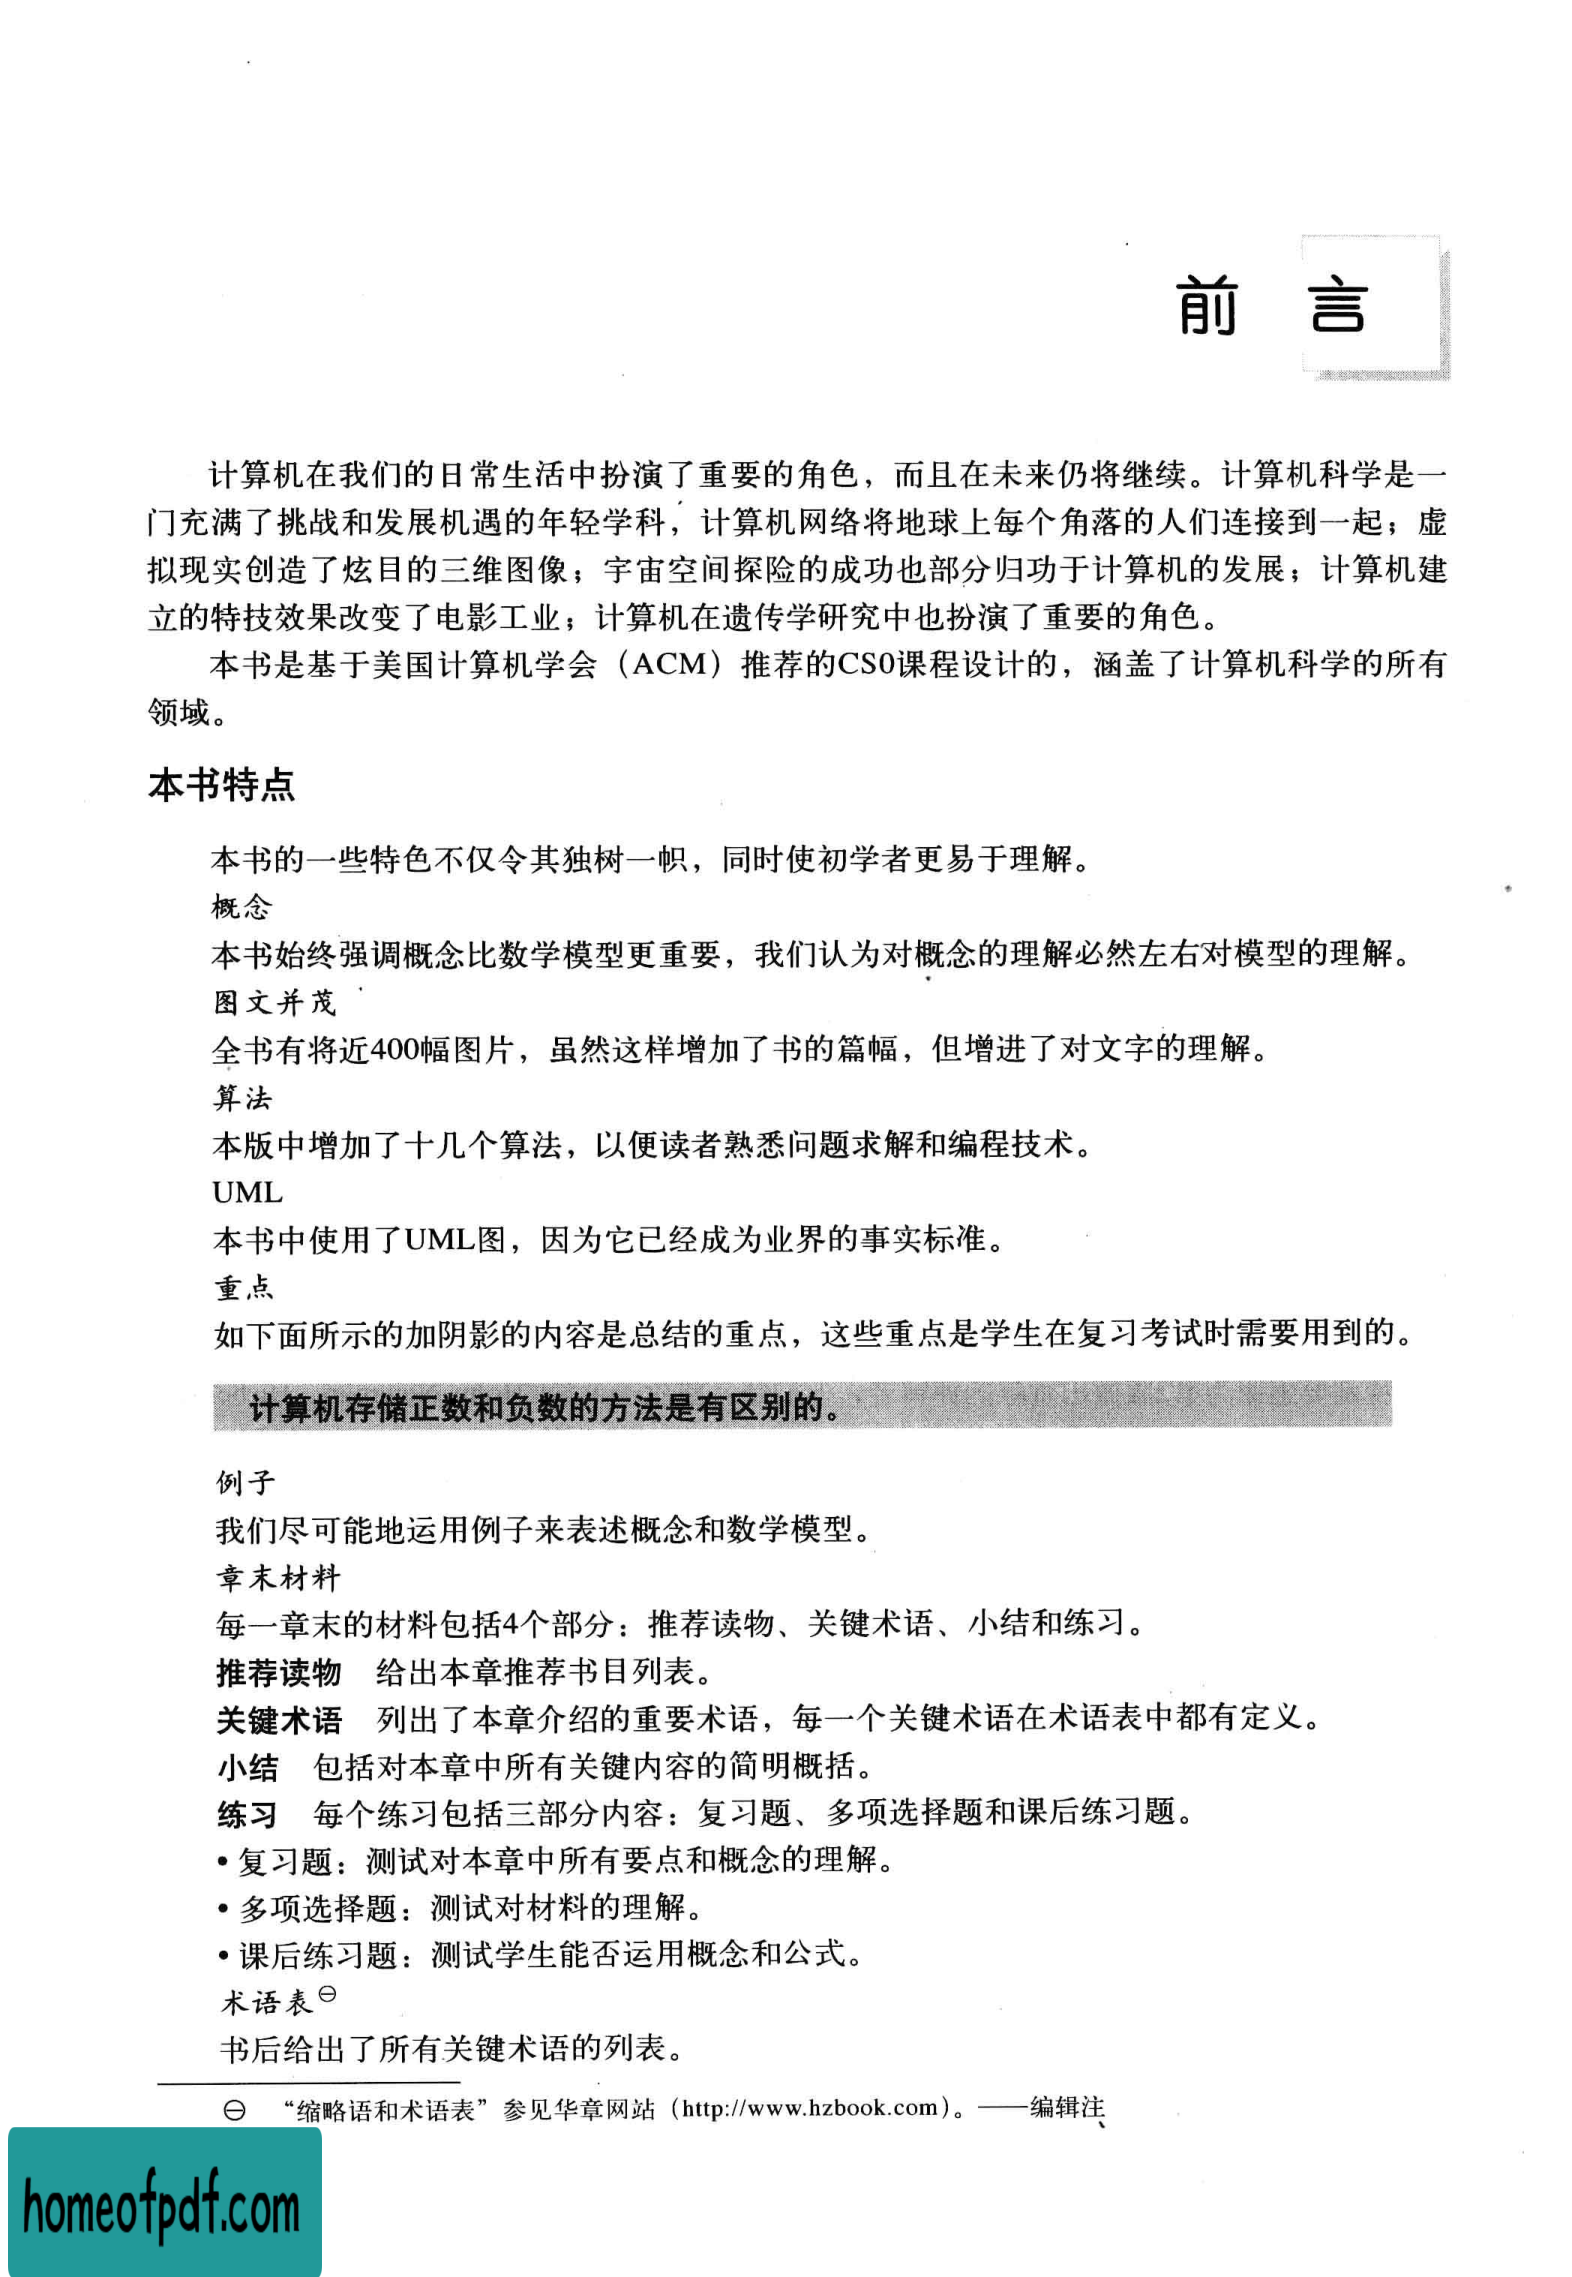 前 言
计算机在我们的日常生活中扮演了重要的角色，而且在未来仍将继续。计算机科学是一
门充满了挑战和发展机遇的年轻学科，计算机网络将地球上每个角落的人们连接到一起；虚
拟现实创造了炫目的三维图像；宇宙空间探险的成功也部分归功于计算机的发展；计算机建
立的特技效果改变了电影工业；计算机在遗传学研究中也扮演了重要的角色。
本书是基于美国计算机学会（ACM）推荐的CS0课程设计的，涵盖了计算机科学的所有
领域。
本书特点
本书的一些特色不仅令其独树一帜，同时使初学者更易于理解。
概念
本书始终强调概念比数学模型更重要，我们认为对概念的理解必然左右对模型的理解。
图文并茂
全书有将近400幅图片，虽然这样增加了书的篇幅，但增进了对文字的理解。
算法
本版中增加了十几个算法，以便读者熟悉问题求解和编程技术。
UML
本书中使用了UML图，因为它已经成为业界的事实标准。
重点
如下面所示的加阴影的内容是总结的重点，这些重点是学生在复习考试时需要用到的。
计算机存储正数和负数的方法是有区别的。
例子
我们尽可能地运用例子来表述概念和数学模型。
章末材料
每一章末的材料包括4个部分：推荐读物、关键术语、小结和练习。
推荐读物　给出本章推荐书目列表。
关键术语　列出了本章介绍的重要术语，每一个关键术语在术语表中都有定义。
小结　包括对本章中所有关键内容的简明概括。
练习　每个练习包括三部分内容：复习题、多项选择题和课后练习题。
• 复习题：测试对本章中所有要点和概念的理解。
• 多项选择题：测试对材料的理解。
• 课后练习题：测试学生能否运用概念和公式。
术语表⊖
书后给出了所有关键术语的列表。
⊖ “缩略语和术语表”参见华章网站（http://www.hzbook.com）。——编辑注
homeofpdf.com